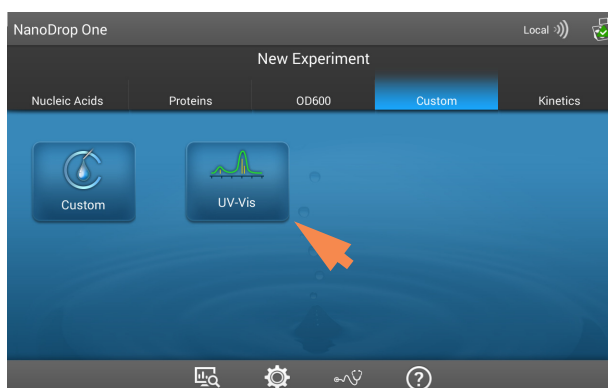 NanoDrop One Local
New Experiment
Nucleic Acids Proteins OD600 Custom Kinetics
Custom UV-Vis